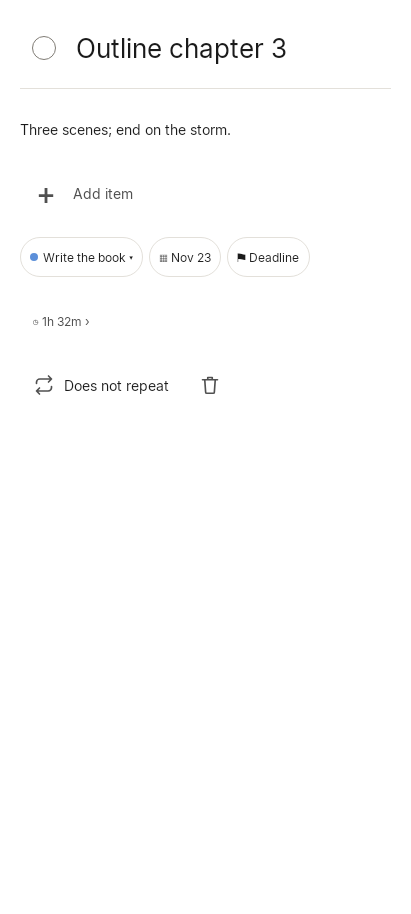 Outline chapter 3
Three scenes; end on the storm.
Add item
Write the book
Nov 23
Deadline
1h 32m ›
Does not repeat